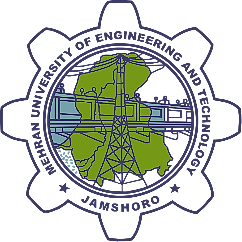 MEHRAN UNIVERSITY OF ENGINEERING AND TECHNOLOGY
JAMSHORO